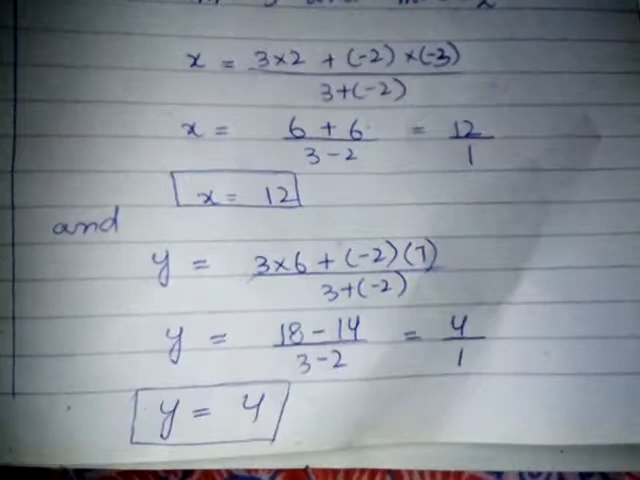 x = 3×2 + (-2) × (-3) / 3+(-2)
x = 6 + 6 / 3-2 = 12 / 1
x = 12
and
y = 3×6 + (-2)(7) / 3+(-2)
y = 18-14 / 3-2 = 4 / 1
y = 4